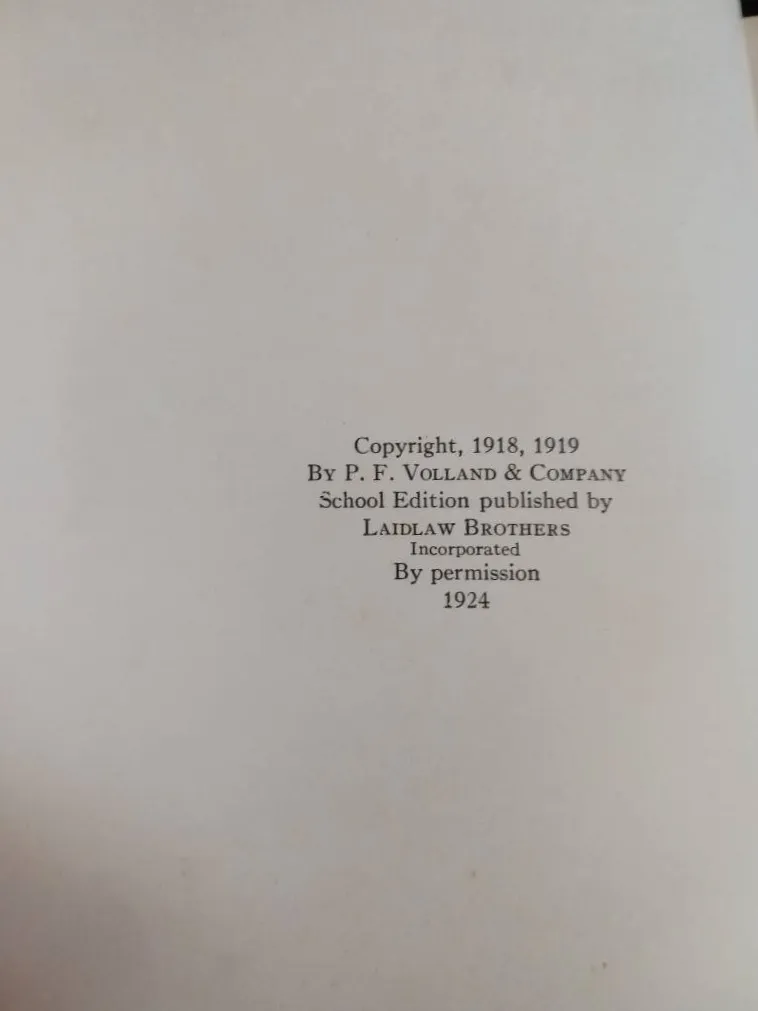 Copyright, 1918, 1919
By P. F. Volland & Company
School Edition published by
Laidlaw Brothers
Incorporated
By permission
1924